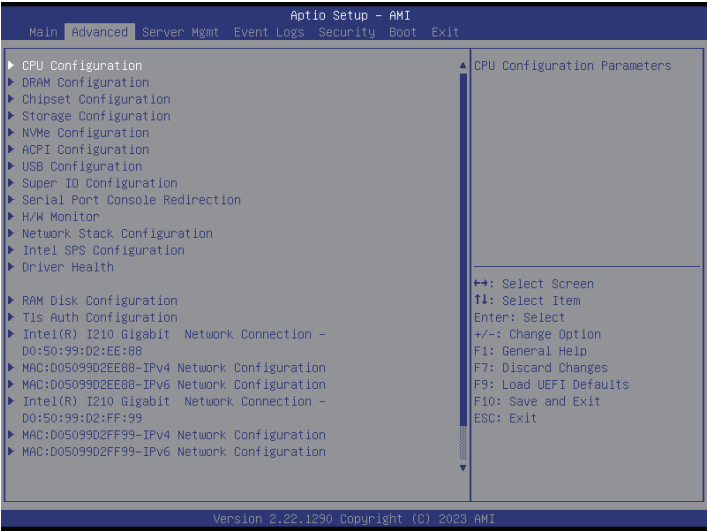 Aptio Setup - AMI
Main Advanced Server Mgmt Event Logs Security Boot Exit
CPU Configuration
DRAM Configuration
Chipset Configuration
Storage Configuration
NVMe Configuration
ACPI Configuration
USB Configuration
Super IO Configuration
Serial Port Console Redirection
H/W Monitor
Network Stack Configuration
Intel SPS Configuration
Driver Health
RAM Disk Configuration
Tls Auth Configuration
Intel(R) I210 Gigabit  Network Connection -
D0:50:99:D2:EE:88
MAC:D05099D2EE88-IPv4 Network Configuration
MAC:D05099D2EE88-IPv6 Network Configuration
Intel(R) I210 Gigabit  Network Connection -
D0:50:99:D2:FF:99
MAC:D05099D2FF99-IPv4 Network Configuration
MAC:D05099D2FF99-IPv6 Network Configuration
CPU Configuration Parameters
↔: Select Screen
↑↓: Select Item
Enter: Select
+/-: Change Option
F1: General Help
F7: Discard Changes
F9: Load UEFI Defaults
F10: Save and Exit
ESC: Exit
Version 2.22.1290 Copyright (C) 2023 AMI